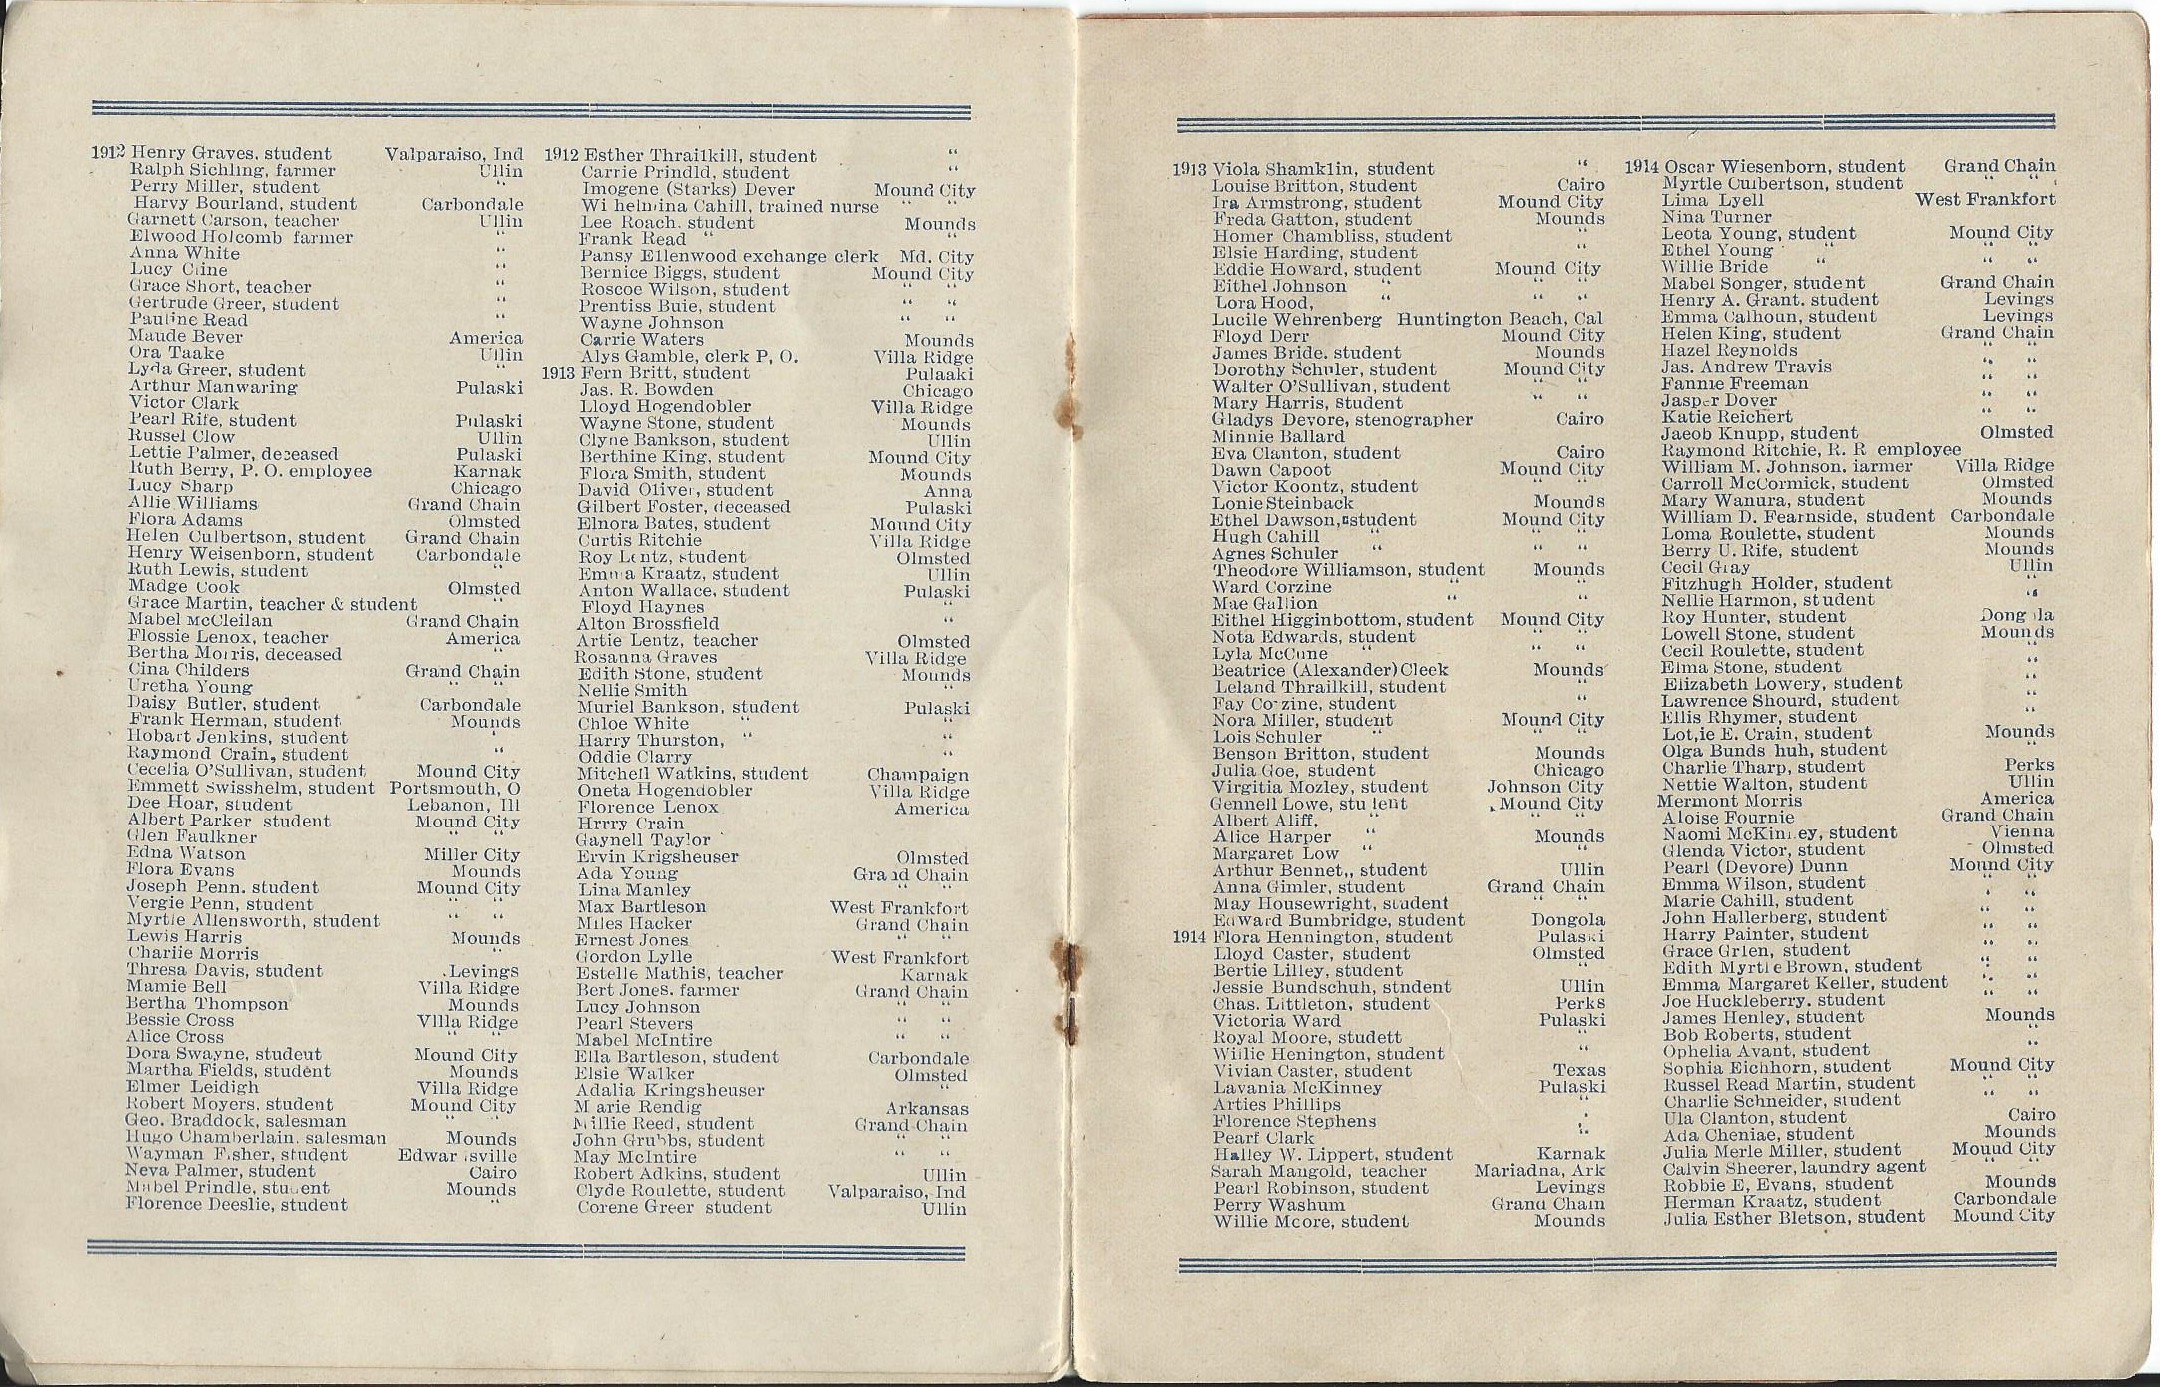 1912 Henry Graves, student Valparaiso, Ind
Ralph Sichling, farmer Ullin
Perry Miller, student "
Harvy Bourland, student Carbondale
Garnett Carson, teacher Ullin
Elwood Holcomb farmer "
Anna White "
Lucy Cline "
Grace Short, teacher "
Gertrude Greer, student "
Pauline Read "
Maude Bever America
Ora Taake Ullin
Lyda Greer, student "
Arthur Manwaring Pulaski
Victor Clark
Pearl Rife, student Pulaski
Russel Clow Ullin
Lettie Palmer, deceased Pulaski
Ruth Berry, P. O. employee Karnak
Lucy Sharp Chicago
Allie Williams Grand Chain
Flora Adams Olmsted
Helen Culbertson, student Grand Chain
Henry Weisenborn, student Carbondale
Ruth Lewis, student "
Madge Cook Olmsted
Grace Martin, teacher & student "
Mabel McClellan Grand Chain
Flossie Lenox, teacher America
Bertha Morris, deceased "
Cina Childers Grand Chain
Uretha Young " "
Daisy Butler, student Carbondale
Frank Herman, student Mounds
Hobart Jenkins, student "
Raymond Crain, student "
Cecelia O'Sullivan, student Mound City
Emmett Swisshelm, student Portsmouth, O
Dee Hoar, student Lebanon, Ill
Albert Parker student Mound City
Glen Faulkner " "
Edna Watson Miller City
Flora Evans Mounds
Joseph Penn. student Mound City
Vergie Penn, student " "
Myrtle Allensworth, student " "
Lewis Harris Mounds
Charlie Morris "
Thresa Davis, student Levings
Mamie Bell Villa Ridge
Bertha Thompson Mounds
Bessie Cross Vllla Ridge
Alice Cross " "
Dora Swayne, studeut Mound City
Martha Fields, student Mounds
Elmer Leidigh Villa Ridge
Robert Moyers, student Mound City
Geo. Braddock, salesman " "
Hugo Chamberlain, salesman Mounds
Wayman F.sher, student Edwar sville
Neva Palmer, student Cairo
Mabel Prindle, student Mounds
Florence Deeslie, student "
1912 Esther Thrailkill, student "
Carrie Prindld, student "
Imogene (Starks) Dever Mound City
Wi helmina Cahill, trained nurse " "
Lee Roach. student Mounds
Frank Read " "
Pansy Ellenwood exchange clerk Md. City
Bernice Biggs, student Mound City
Roscoe Wilson, student " "
Prentiss Buie, student " "
Wayne Johnson " "
Carrie Waters Mounds
Alys Gamble, clerk P, O. Villa Ridge
1913 Fern Britt, student Pulaaki
Jas. R. Bowden Chicago
Lloyd Hogendobler Villa Ridge
Wayne Stone, student Mounds
Clyne Bankson, student Ullin
Berthine King, student Mound City
Flora Smith, student Mounds
David Oliver, student Anna
Gilbert Foster, deceased Pulaski
Elnora Bates, student Mound City
Curtis Ritchie Villa Ridge
Roy Lentz, student Olmsted
Emma Kraatz, student Ullin
Anton Wallace, student Pulaski
Floyd Haynes "
Alton Brossfield "
Artie Lentz, teacher Olmsted
Rosanna Graves Villa Ridge
Edith Stone, student Mounds
Nellie Smith "
Muriel Bankson, student Pulaski
Chloe White " "
Harry Thurston, " "
Oddie Clarry "
Mitchell Watkins, student Champaign
Oneta Hogendobler Villa Ridge
Florence Lenox America
Hrrry Crain
Gaynell Taylor
Ervin Krigsheuser Olmsted
Ada Young Grand Chain
Lina Manley " "
Max Bartleson West Frankfort
Miles Hacker Grand Chain
Ernest Jones " "
Gordon Lylle West Frankfort
Estelle Mathis, teacher Karnak
Bert Jones. farmer Grand Chain
Lucy Johnson " "
Pearl Stevers " "
Mabel McIntire " "
Ella Bartleson, student Carbondale
Elsie Walker Olmsted
Adalia Kringsheuser "
Marie Rendig Arkansas
Millie Reed, student Grand Chain
John Grubbs, student " "
May McIntire " "
Robert Adkins, student Ullin
Clyde Roulette, student Valparaiso, Ind
Corene Greer student Ullin
1913 Viola Shamklin, student "
Louise Britton, student Cairo
Ira Armstrong, student Mound City
Freda Gatton, student Mounds
Homer Chambliss, student "
Elsie Harding, student "
Eddie Howard, student Mound City
Eithel Johnson " " "
Lora Hood, " " "
Lucile Wehrenberg Huntington Beach, Cal
Floyd Derr Mound City
James Bride. student Mounds
Dorothy Schuler, student Mound City
Walter O'Sullivan, student " "
Mary Harris, student " "
Gladys Devore, stenographer Cairo
Minnie Ballard
Eva Clanton, student Cairo
Dawn Capoot Mound City
Victor Koontz, student " "
Lonie Steinback Mounds
Ethel Dawson, student Mound City
Hugh Cahill " " "
Agnes Schuler " " "
Theodore Williamson, student Mounds
Ward Corzine " "
Mae Gullion " "
Eithel Higginbottom, student Mound City
Nota Edwards, student " "
Lyla McCune " "
Beatrice (Alexander) Cleek Mounds
Leland Thrailkill, student "
Fay Co-zine, student "
Nora Miller, student Mound City
Lois Schuler " " "
Benson Britton, student Mounds
Julia Goe, student Chicago
Virgitia Mozley, student Johnson City
Gennell Lowe, stu lent Mound City
Albert Aliff. " " "
Alice Harper " Mounds
Margaret Low " "
Arthur Bennet,, student Ullin
Anna Gimler, student Grand Chain
May Housewright, student " "
Edward Bumbridge, student Dongola
1914 Flora Hennington, student Pulaski
Lloyd Caster, student Olmsted
Bertie Lilley, student "
Jessie Bundschuh, stndent Ullin
Chas. Littleton, student Perks
Victoria Ward Pulaski
Royal Moore, studett "
Willie Henington, student "
Vivian Caster, student Texas
Lavania McKinney Pulaski
Arties Phillips "
Florence Stephens
Pearf Clark
Halley W. Lippert, student Karnak
Sarah Maugold, teacher Mariadna, Ark
Pearl Robinson, student Levings
Perry Washum Grand Chain
Willie Mcore, student Mounds
1914 Oscar Wiesenborn, student Grand Chain
Myrtle Culbertson, student " "
Lima Lyell West Frankfort
Nina Turner
Leota Young, student Mound City
Ethel Young " " "
Willie Bride " " "
Mabel Songer, student Grand Chain
Henry A. Grant. student Levings
Emma Calhoun, student Levings
Helen King, student Grand Chain
Hazel Reynolds " "
Jas. Andrew Travis " "
Fannie Freeman " "
Jasper Dover " "
Katie Reichert " "
Jaeob Knupp, student Olmsted
Raymond Ritchie, R. R employee
William M. Johnson, farmer Villa Ridge
Carroll McCormick, student Olmsted
Mary Wanura, student Mounds
William D. Fearnside, student Carbondale
Loma Roulette, student Mounds
Berry U. Rife, student Mounds
Cecil Gray Ullin
Fitzhugh Holder, student "
Nellie Harmon, student "
Roy Hunter, student Dong la
Lowell Stone, student Mounds
Cecil Roulette, student "
Elma Stone, student "
Elizabeth Lowery, student "
Lawrence Shourd, student "
Ellis Rhymer, student "
Lot,ie E. Crain, student Mounds
Olga Bunds huh, student "
Charlie Tharp, student Perks
Nettie Walton, student Ullin
Mermont Morris America
Aloise Fournie Grand Chain
Naomi McKinley, student Vienna
Glenda Victor, student Olmsted
Pearl (Devore) Dunn Mound City
Emma Wilson, student " "
Marie Cahill, student " "
John Hallerberg, student " "
Harry Painter, student " "
Grace Grlen, student " "
Edith Myrtle Brown, student " "
Emma Margaret Keller, student " "
Joe Huckleberry. student " "
James Henley, student Mounds
Bob Roberts, student "
Ophelia Avant, student "
Sophia Eichhorn, student Mound City
Russel Read Martin, student " "
Charlie Schneider, student " "
Ula Clanton, student Cairo
Ada Cheniae, student Mounds
Julia Merle Miller, student Mouud City
Calvin Sheerer, laundry agent " "
Robbie E, Evans, student Mounds
Herman Kraatz, student Carbondale
Julia Esther Bletson, student Mound City